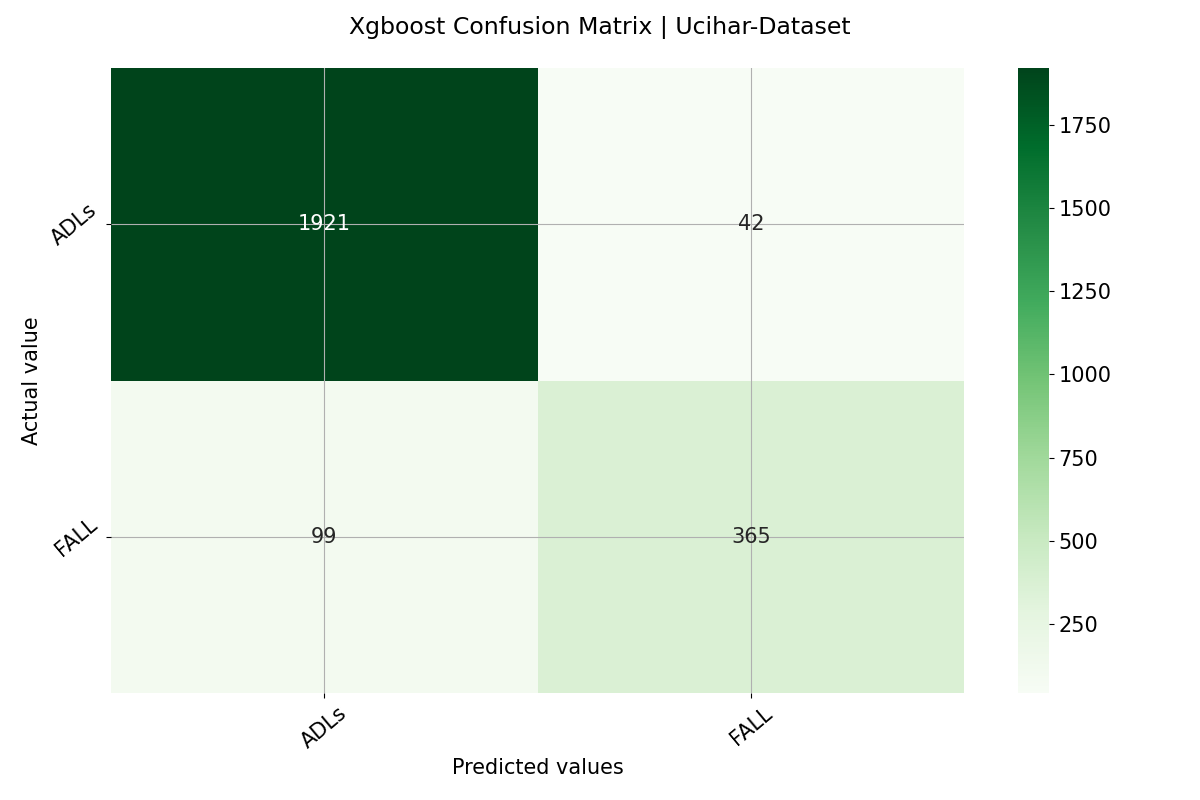 Xgboost Confusion Matrix | Ucihar-Dataset
Actual value
ADLs
1921
42
FALL
99
365
ADLs
FALL
Predicted values
1750
1500
1250
1000
750
500
250